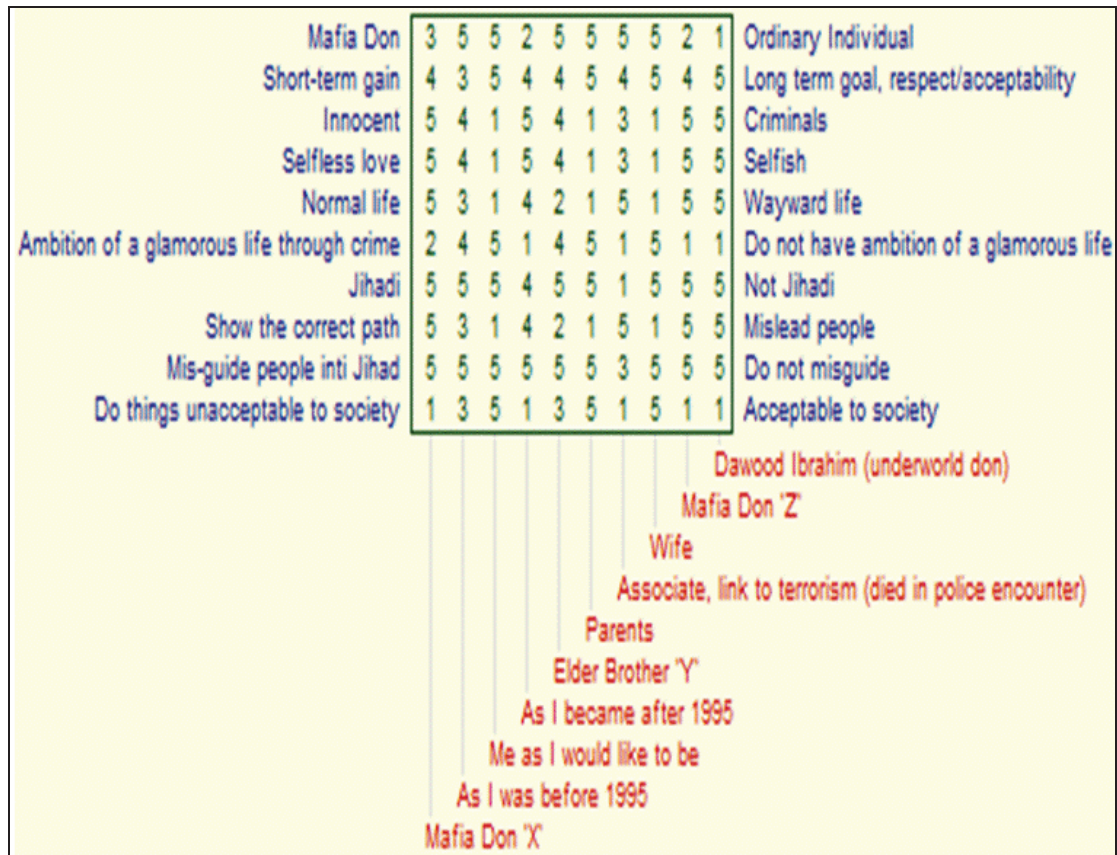 Mafia Don 3 5 5 2 5 5 5 5 2 1 Ordinary Individual
Short-term gain 4 3 5 4 4 5 4 5 4 5 Long term goal, respect/acceptability
Innocent 5 4 1 5 4 1 3 1 5 5 Criminals
Selfless love 5 4 1 5 4 1 3 1 5 5 Selfish
Normal life 5 3 1 4 2 1 5 1 5 5 Wayward life
Ambition of a glamorous life through crime 2 4 5 1 4 5 1 5 1 1 Do not have ambition of a glamorous life
Jihadi 5 5 5 4 5 5 1 5 5 5 Not Jihadi
Show the correct path 5 3 1 4 2 1 5 1 5 5 Mislead people
Mis-guide people inti Jihad 5 5 5 5 5 5 3 5 5 5 Do not misguide
Do things unacceptable to society 1 3 5 1 3 5 1 5 1 1 Acceptable to society
Dawood Ibrahim (underworld don)
Mafia Don 'Z'
Wife
Associate, link to terrorism (died in police encounter)
Parents
Elder Brother 'Y'
As I became after 1995
Me as I would like to be
As I was before 1995
Mafia Don 'X'